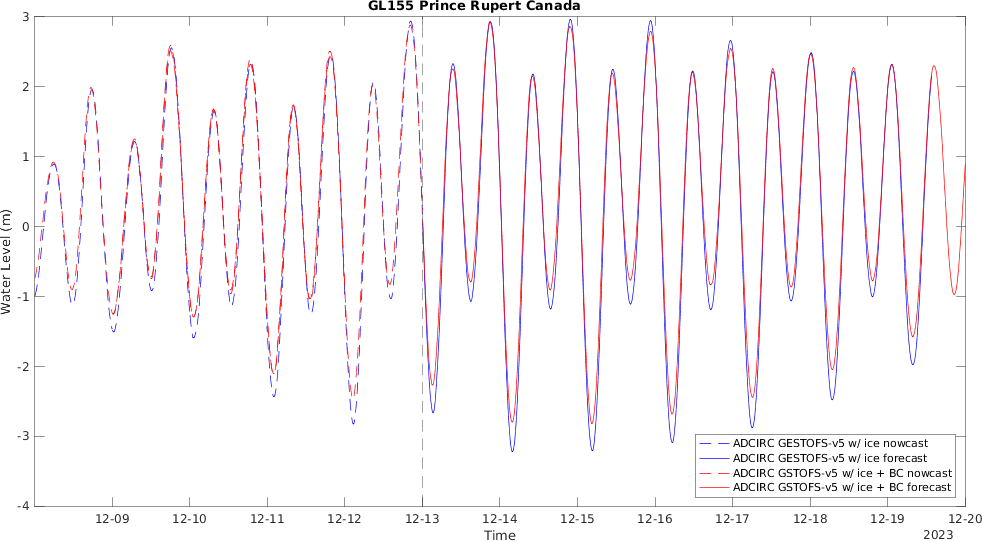 GL155 Prince Rupert Canada
3
2
1
0
-1
-2
-3
-4
Water Level (m)
ADCIRC GESTOFS-v5 w/ ice nowcast
ADCIRC GESTOFS-v5 w/ ice forecast
ADCIRC GSTOFS-v5 w/ ice + BC nowcast
ADCIRC GSTOFS-v5 w/ ice + BC forecast
12-09 12-10 12-11 12-12 12-13 12-14 12-15 12-16 12-17 12-18 12-19 12-20
Time 2023